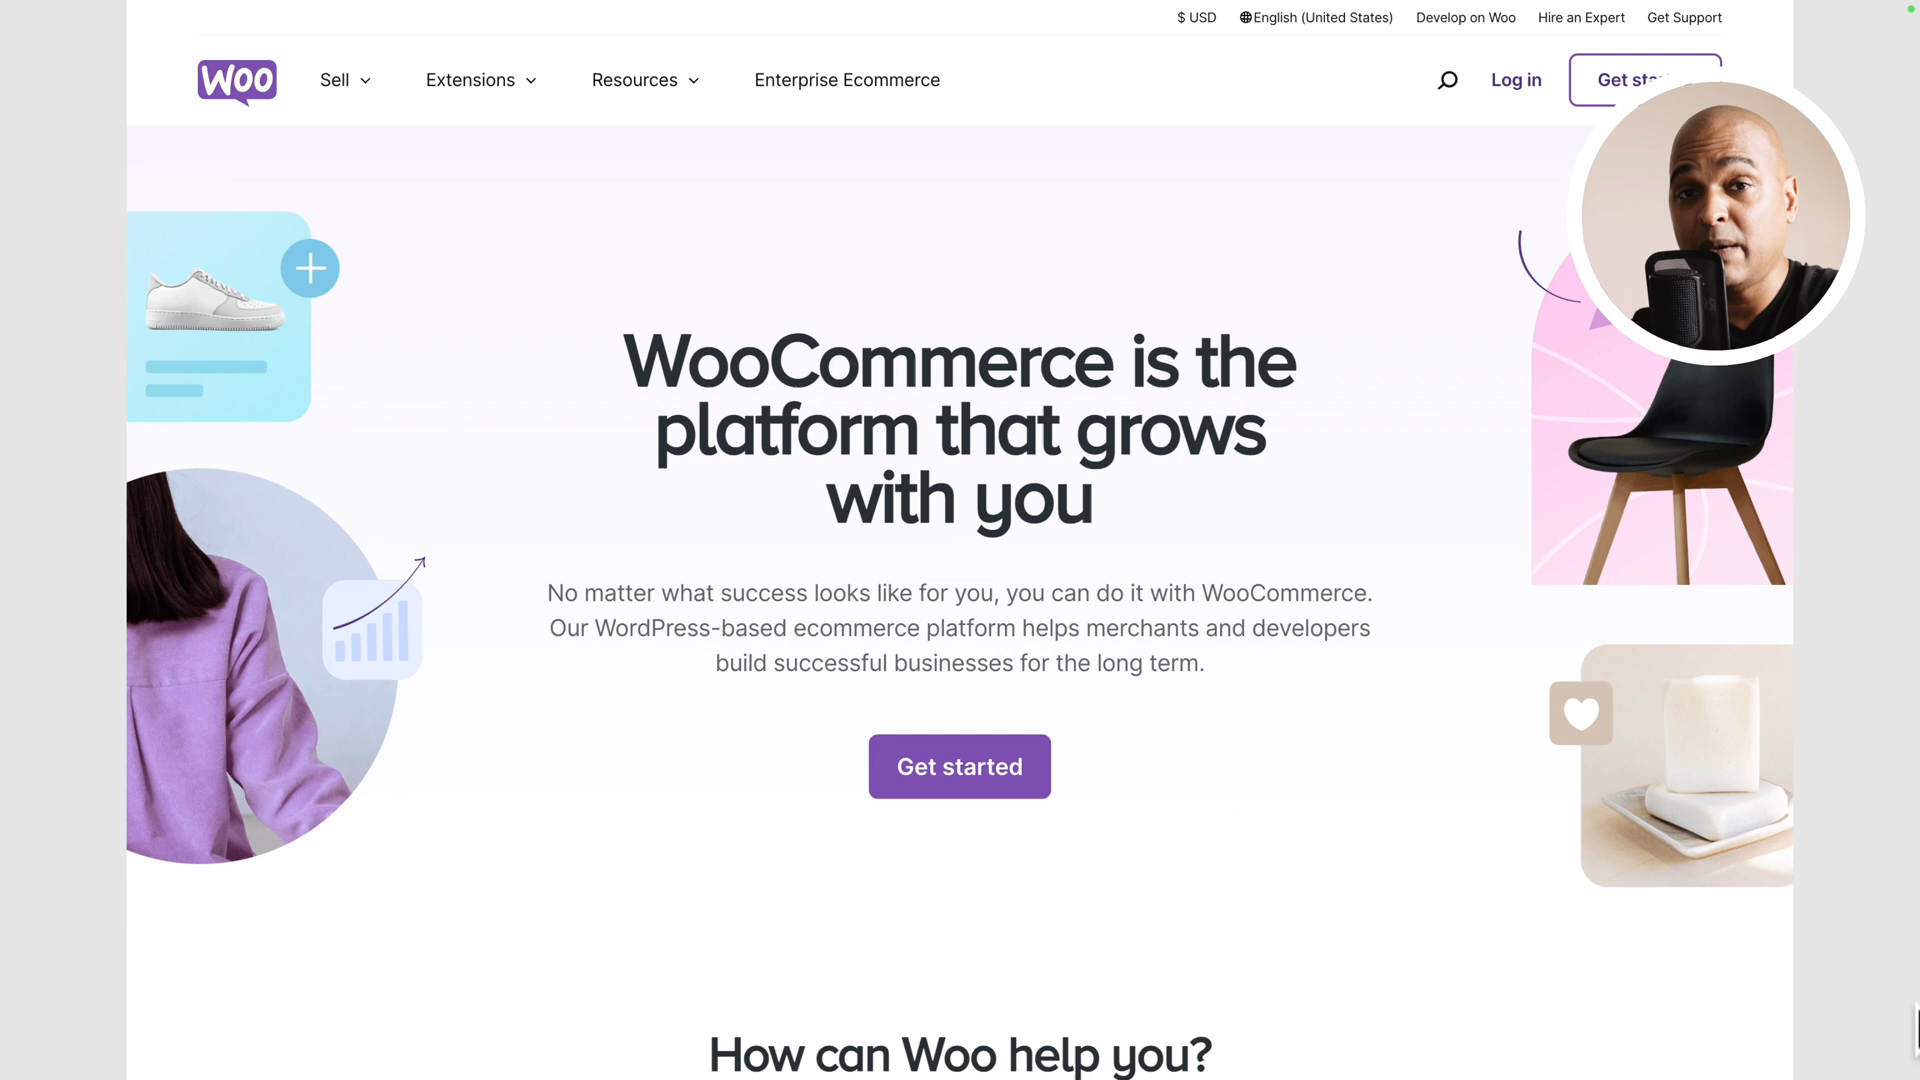 $ USD English (United States) Develop on Woo Hire an Expert Get Support
Woo Sell Extensions Resources Enterprise Ecommerce Log in Get
WooCommerce is the
platform that grows
with you
No matter what success looks like for you, you can do it with WooCommerce.
Our WordPress-based ecommerce platform helps merchants and developers
build successful businesses for the long term.
Get started
How can Woo help you?